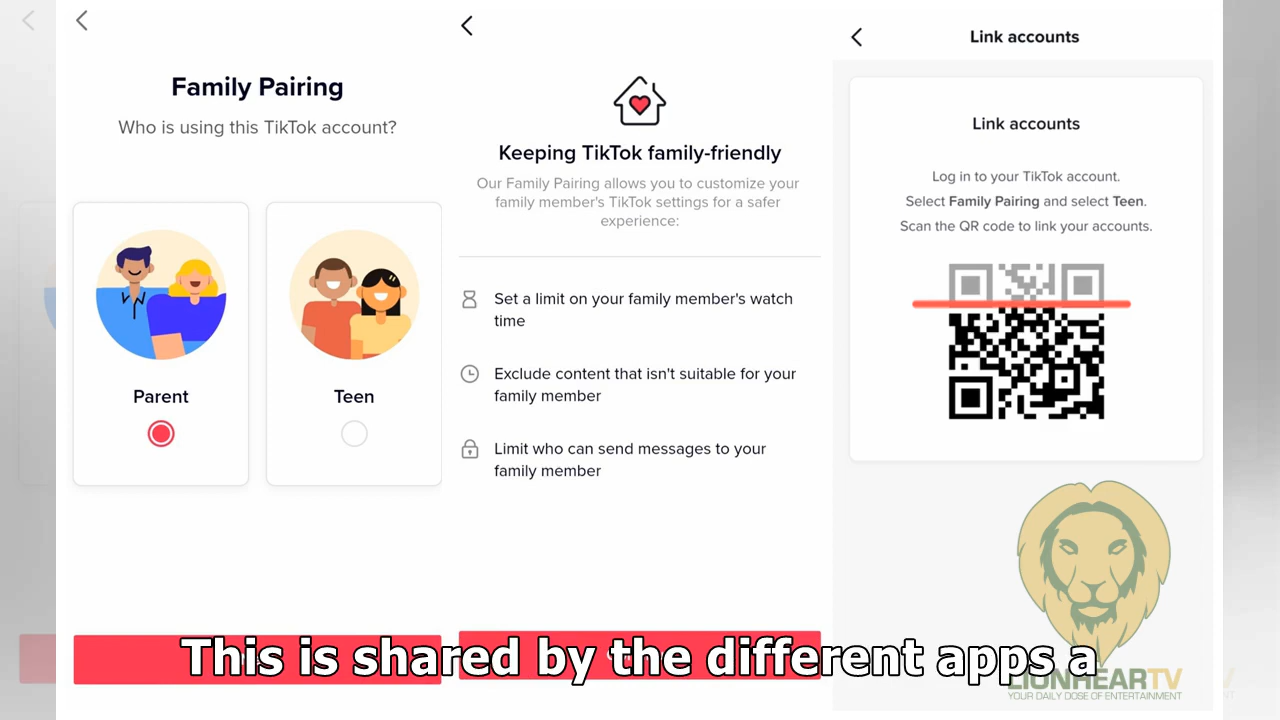 Family Pairing
Who is using this TikTok account?
Parent
Teen
Keeping TikTok family-friendly
Our Family Pairing allows you to customize your
family member's TikTok settings for a safer
experience:
Set a limit on your family member's watch
time
Exclude content that isn't suitable for your
family member
Limit who can send messages to your
family member
Link accounts
Link accounts
Log in to your TikTok account.
Select Family Pairing and select Teen.
Scan the QR code to link your accounts.
This is shared by the different apps a
LIONHEARTV
YOUR DAILY DOSE OF ENTERTAINMENT